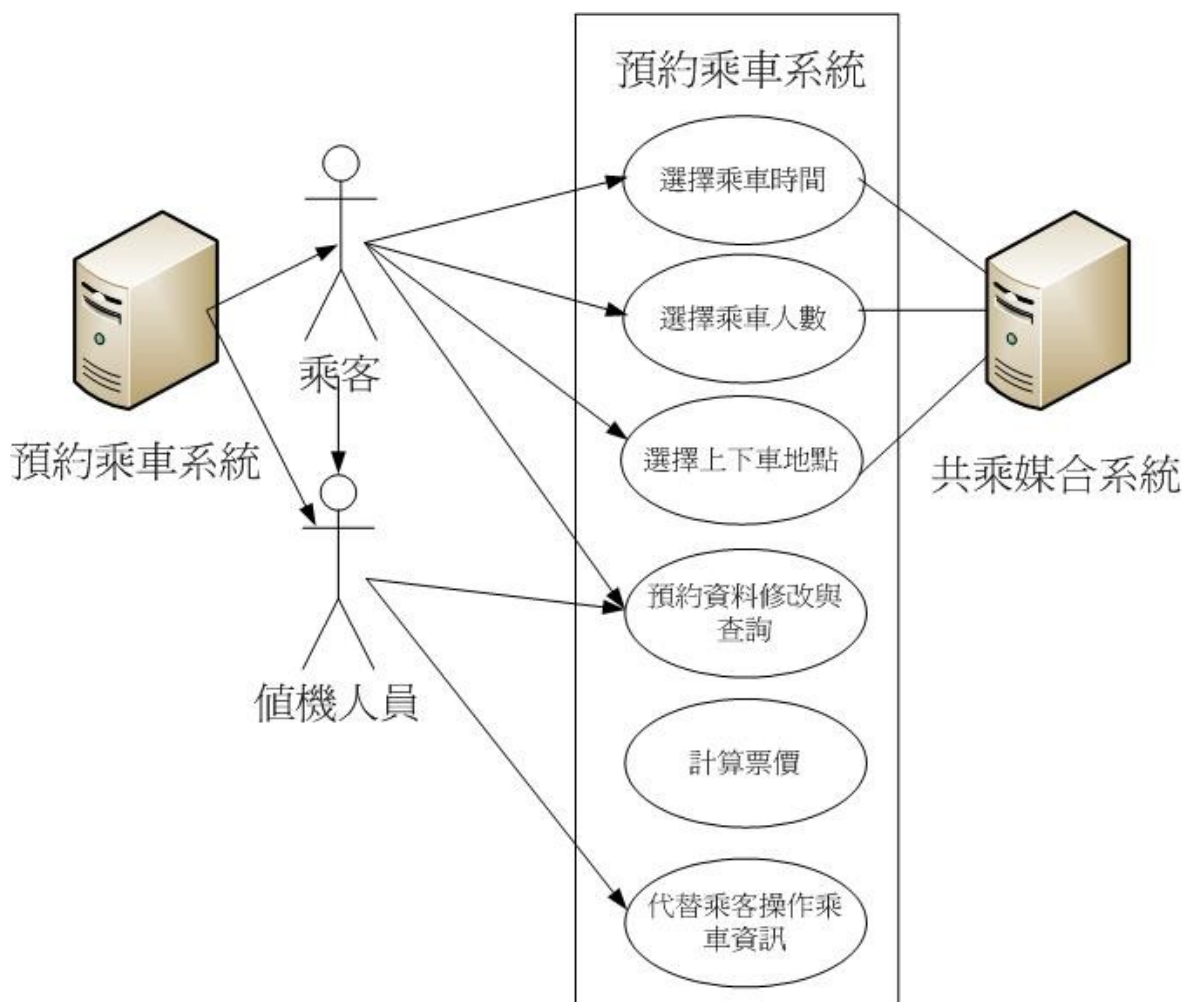 預約乘車系統
選擇乘車時間
選擇乘車人數
乘客
預約乘車系統
選擇上下車地點
共乘媒合系統
預約資料修改與
查詢
值機人員
計算票價
代替乘客操作乘
車資訊